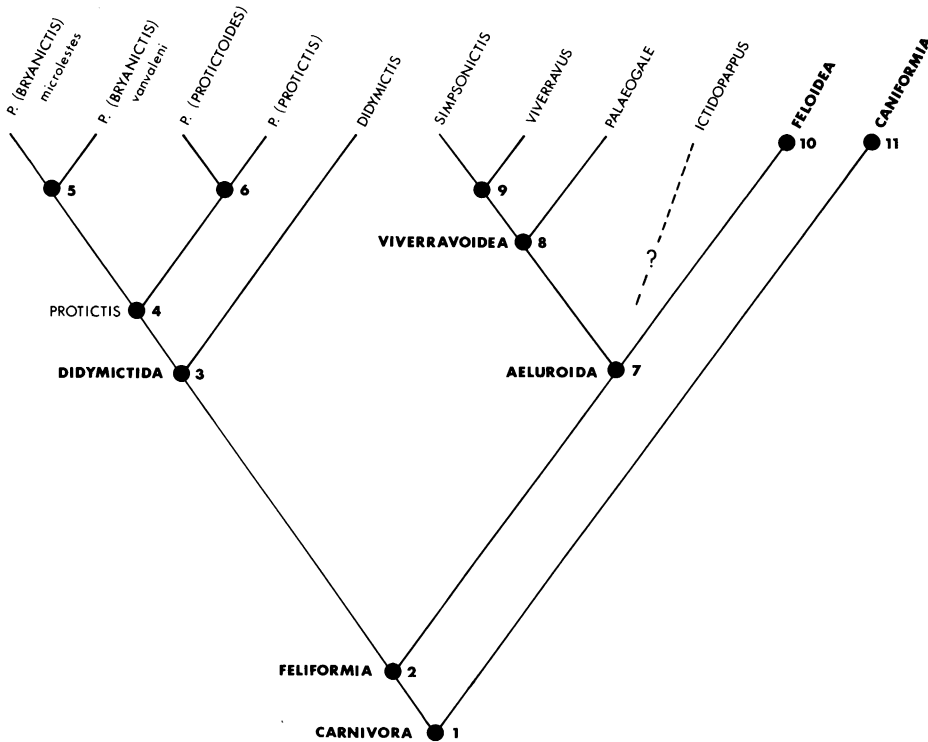 P. (BRYANICTIS)
microlestes
P. (BRYANICTIS)
vanvaleni
P. (PROTICTOIDES)
P. (PROTICTIS)
DIDYMICTIS
SIMPSONICTIS
VIVERRAVUS
PALAEOGALE
ICTIDOPAPPUS
FELOIDEA
CANIFORMIA
10
11
5
6
9
VIVERRAVOIDEA 8
?
PROTICTIS 4
DIDYMICTIDA 3
AELUROIDA 7
FELIFORMIA 2
CARNIVORA 1